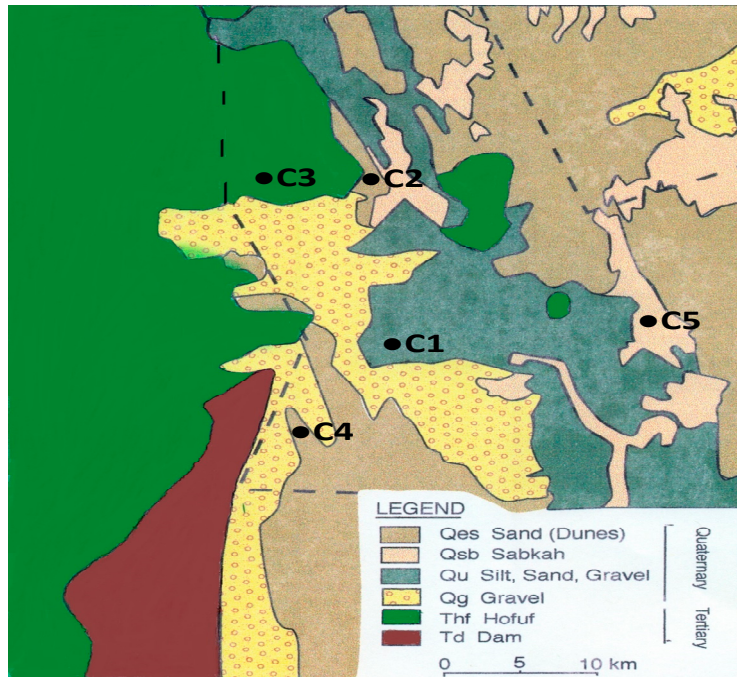 C3
C2
C1
C5
C4
LEGEND
Qes Sand (Dunes)
Qsb Sabkah
Qu Silt, Sand, Gravel
Qg Gravel
Thf Hofuf
Td Dam
Quaternary
Tertiary
0 5 10 km